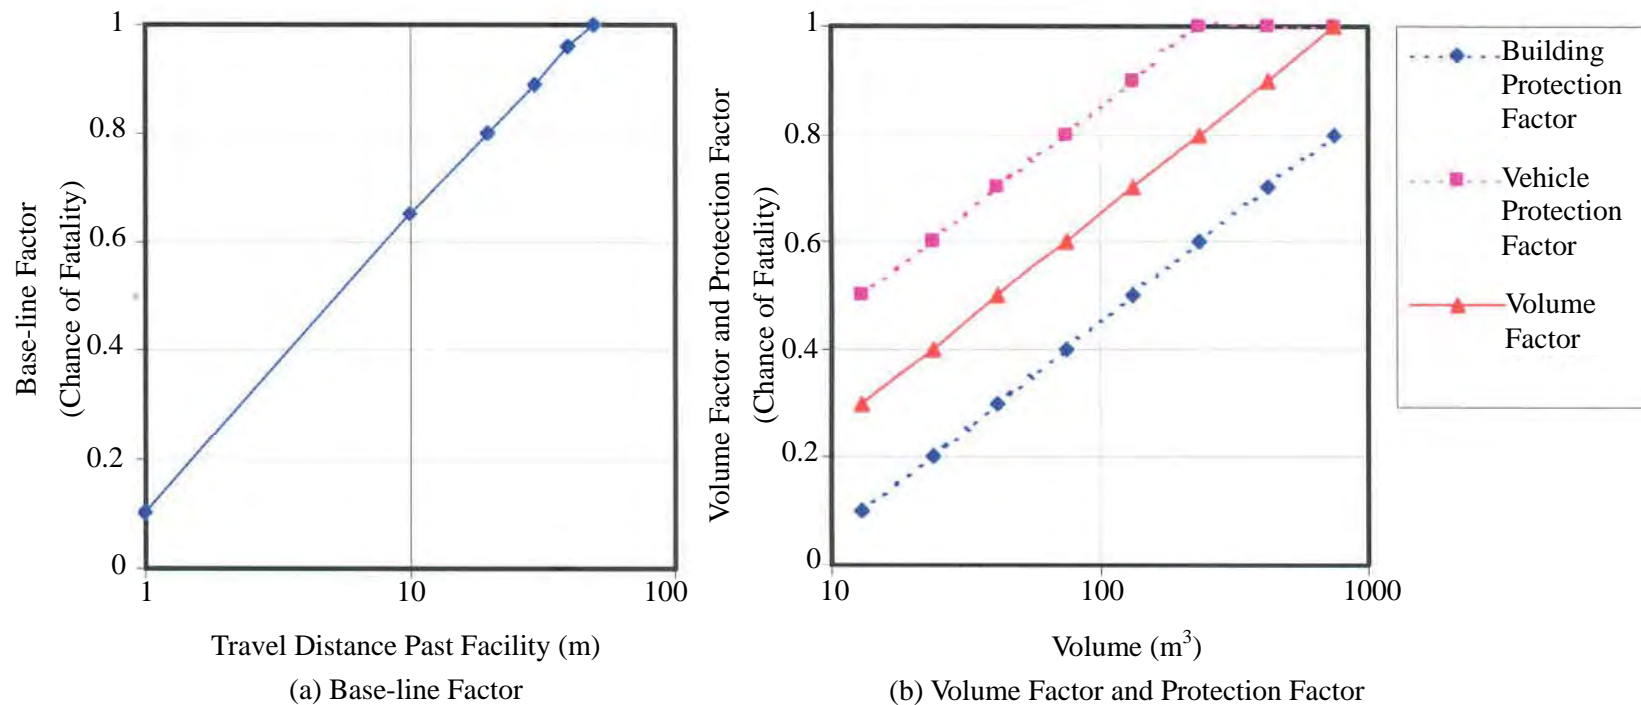 Base-line Factor
((Chance of Fatality)
1
0.8
0.6
0.4
0.2
0
1
10
100
Travel Distance Past Facility (m)
(a) Base-line Factor
Volume Factor and Protection Factor
((Chance of Fatality)
1
0.8
0.6
0.4
0.2
0
10
100
1000
Volume (m³)
(b) Volume Factor and Protection Factor
Building
Protection
Factor
Vehicle
Protection
Factor
Volume
Factor